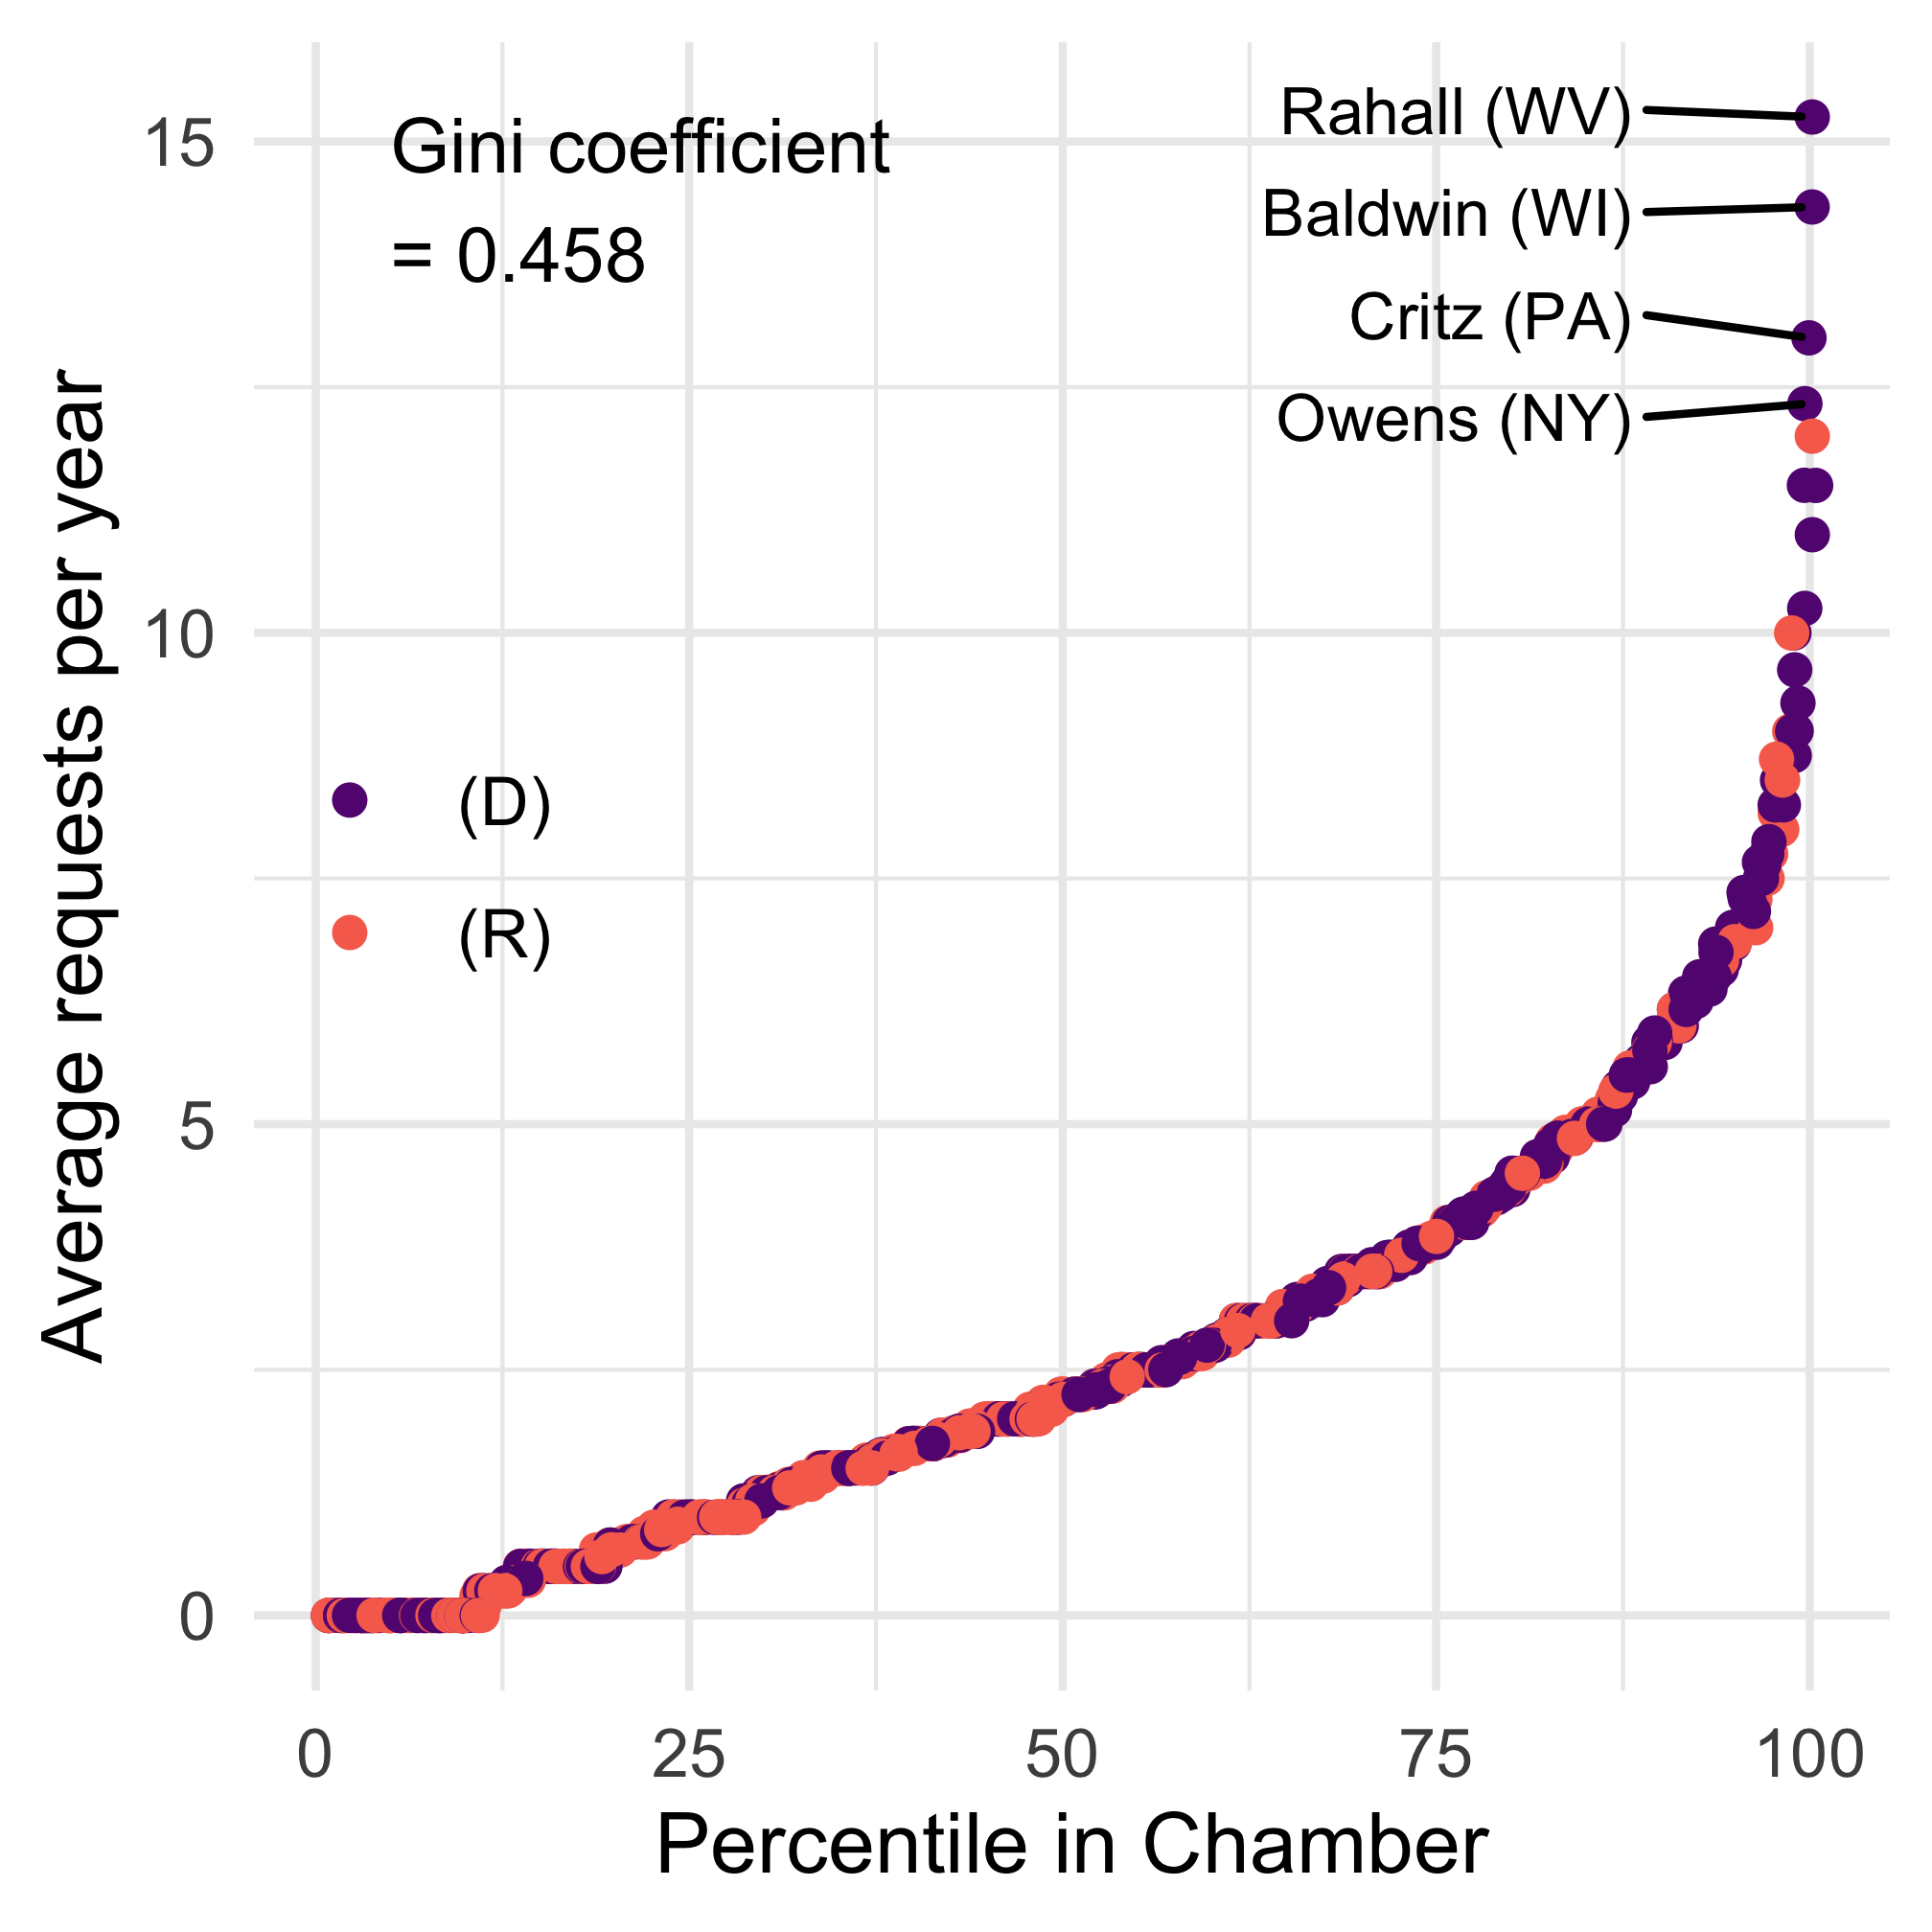 Gini coefficient
= 0.458
Rahall (WV)
Baldwin (WI)
Critz (PA)
Owens (NY)
(D)
(R)
Average requests per year
15
10
5
0
0 25 50 75 100
Percentile in Chamber